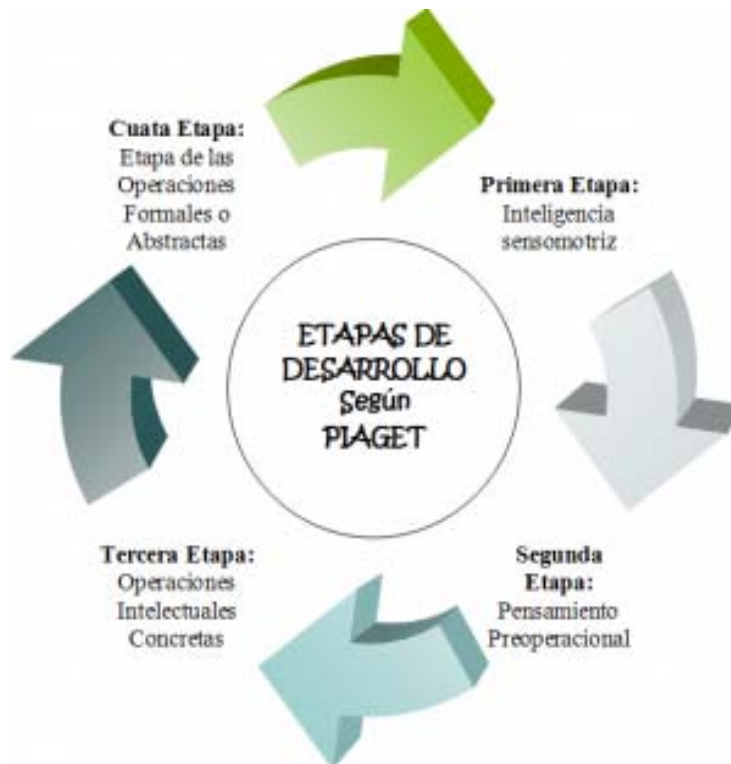 Cuata Etapa:
Etapa de las
Operaciones
Formales o
Abstractas
Primera Etapa:
Inteligencia
sensomotriz
ETAPAS DE
DESARROLLO
Según
PIAGET
Tercera Etapa:
Operaciones
Intelectuales
Concretas
Segunda
Etapa:
Pensamiento
Preoperacional